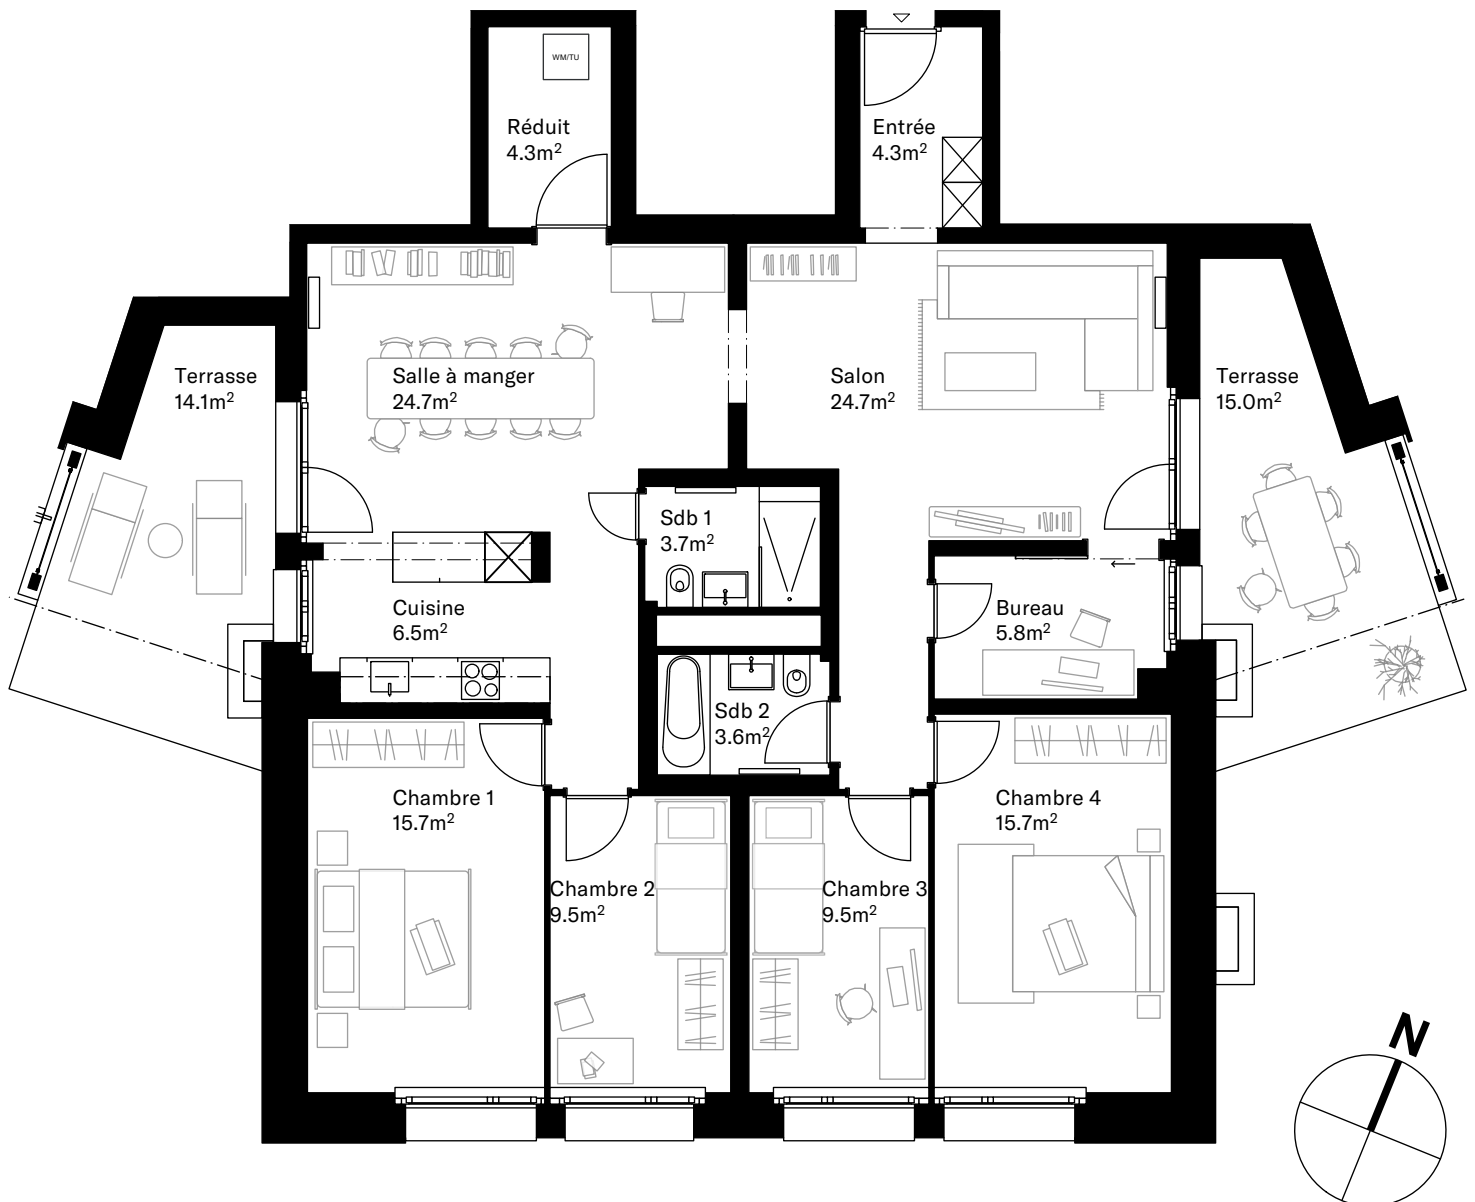 WM/TU
Réduit
4.3m²
Entrée
4.3m²
Terrasse
14.1m²
Salle à manger
24.7m²
Salon
24.7m²
Terrasse
15.0m²
Sdb 1
3.7m²
Cuisine
6.5m²
Bureau
5.8m²
Sdb 2
3.6m²
Chambre 1
15.7m²
Chambre 4
15.7m²
Chambre 2
9.5m²
Chambre 3
9.5m²
N